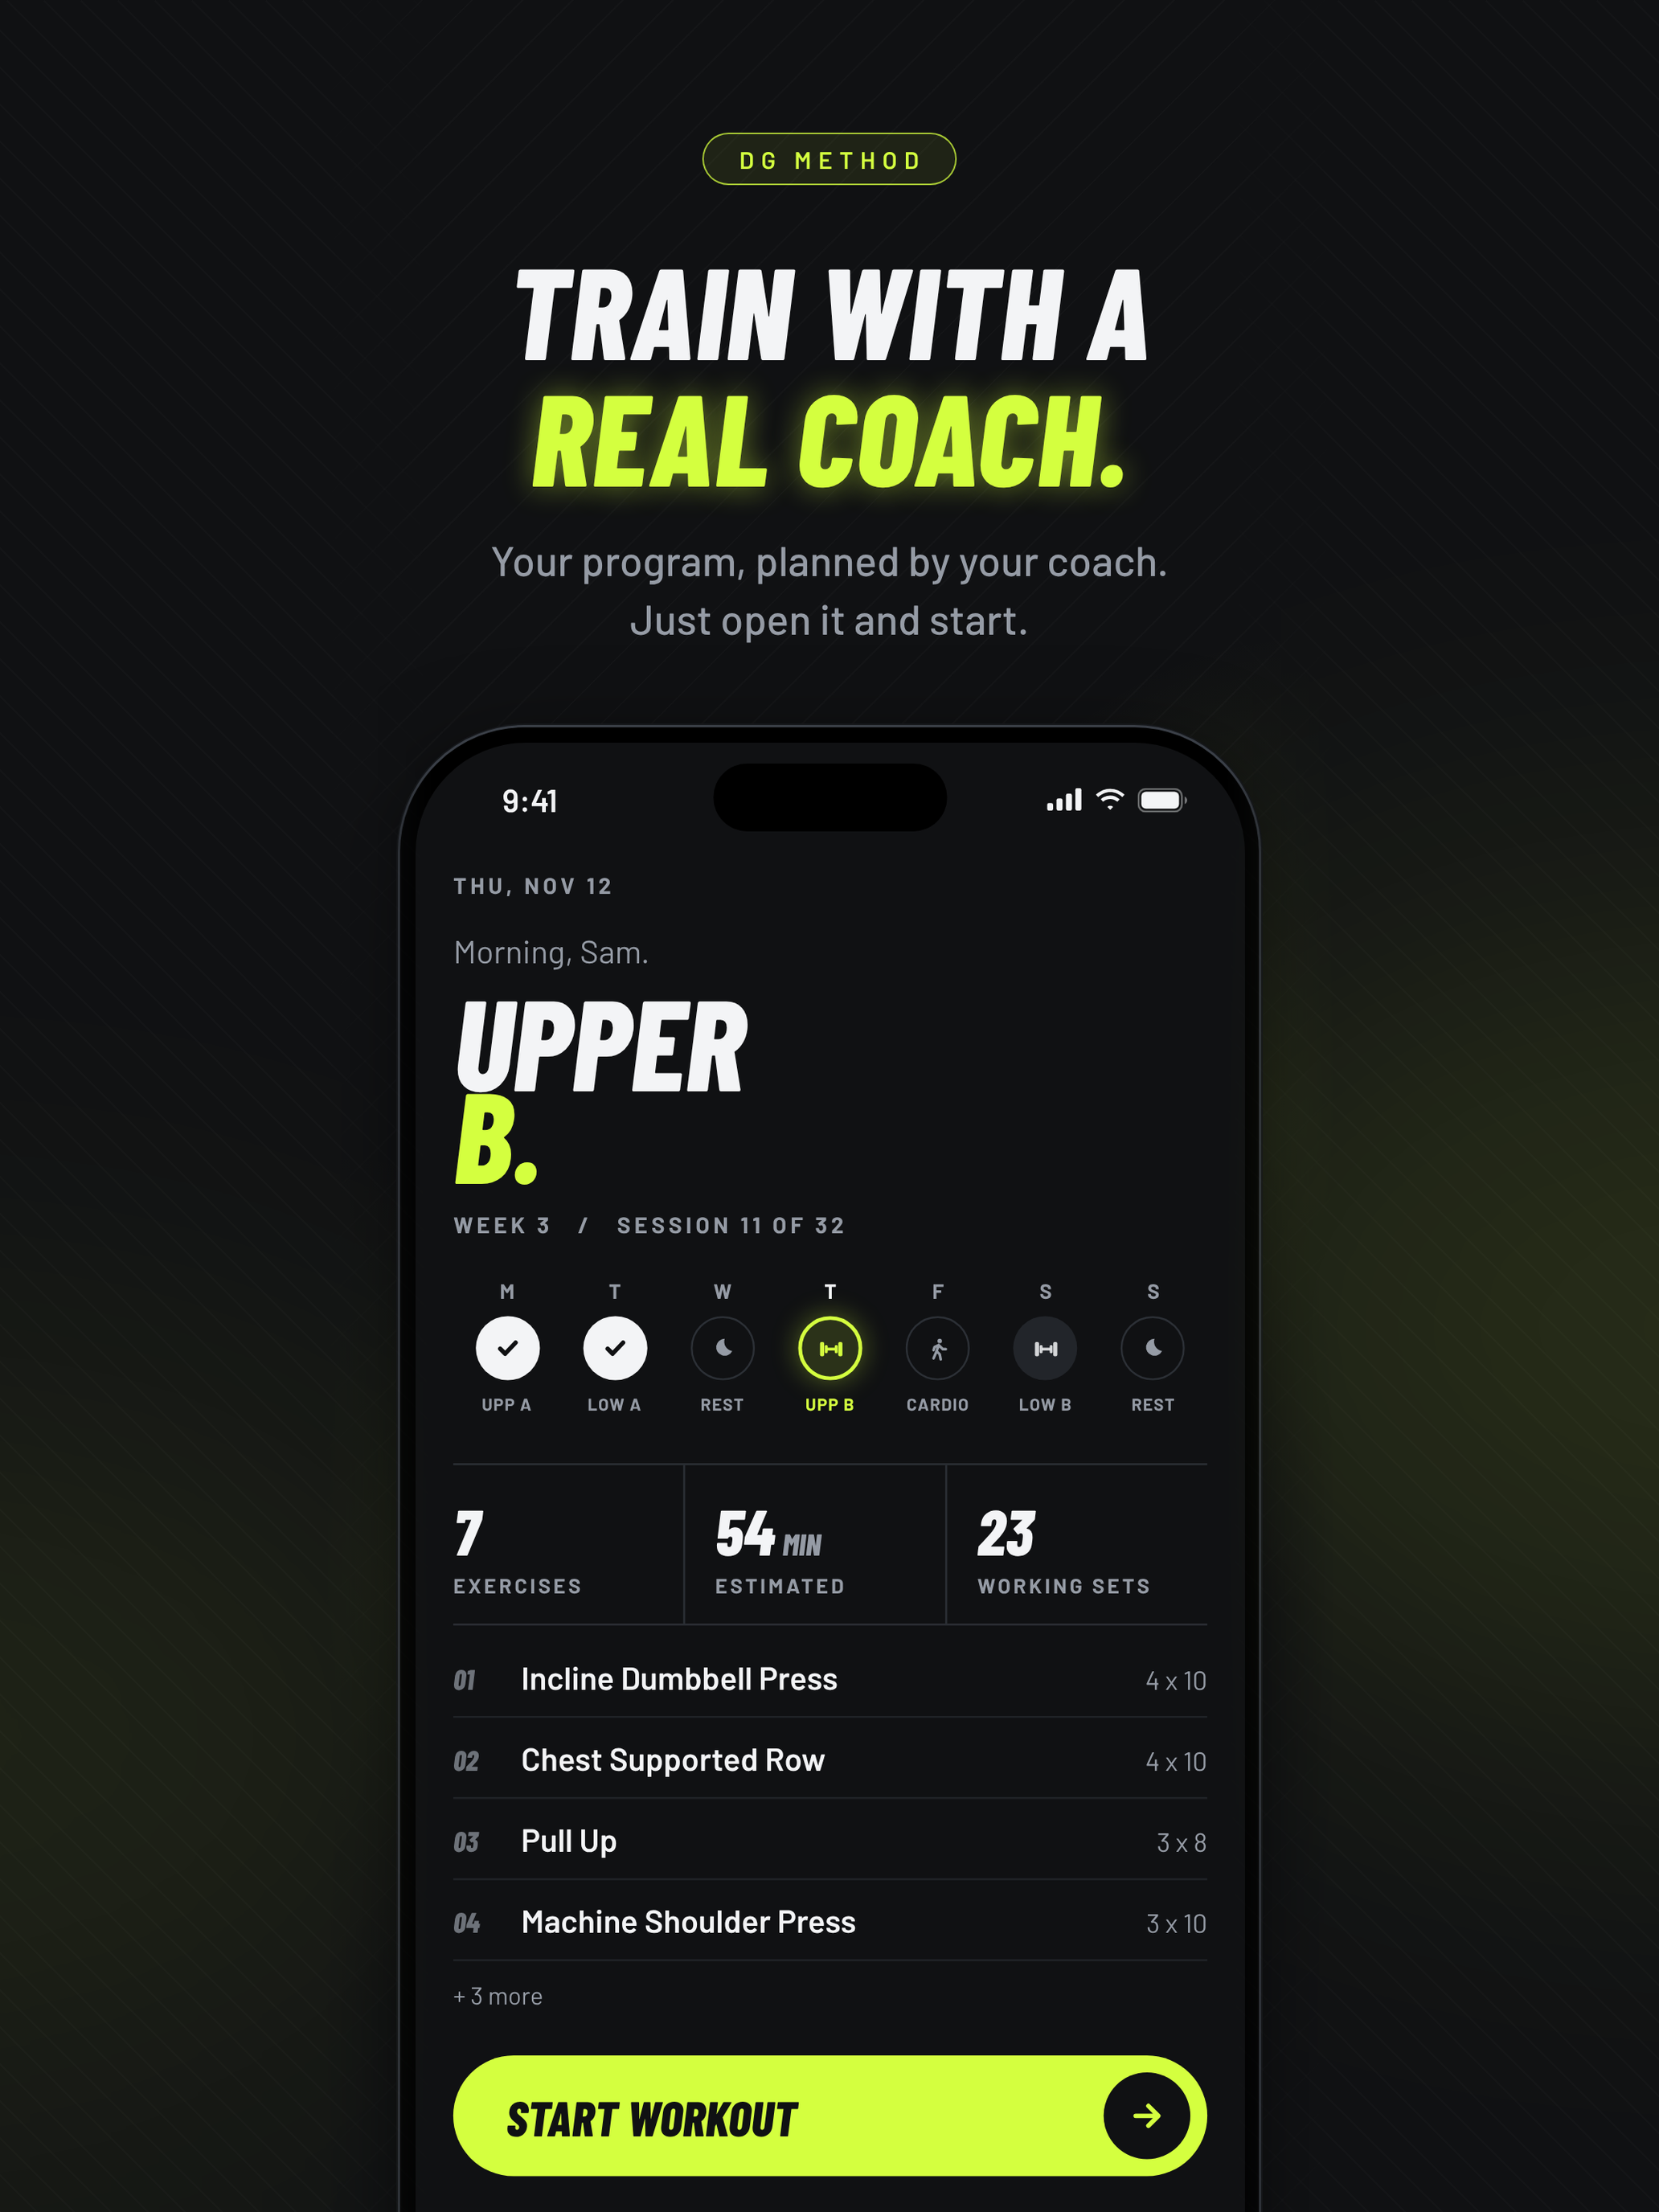 DG METHOD
TRAIN WITH A
REAL COACH.
Your program, planned by your coach.
Just open it and start.
9:41
THU, NOV 12
Morning, Sam.
UPPER
B.
WEEK 3 / SESSION 11 OF 32
M T W T F S S
UPP A LOW A REST UPP B CARDIO LOW B REST
7 54 MIN 23
EXERCISES ESTIMATED WORKING SETS
01 Incline Dumbbell Press 4 x 10
02 Chest Supported Row 4 x 10
03 Pull Up 3 x 8
04 Machine Shoulder Press 3 x 10
+ 3 more
START WORKOUT